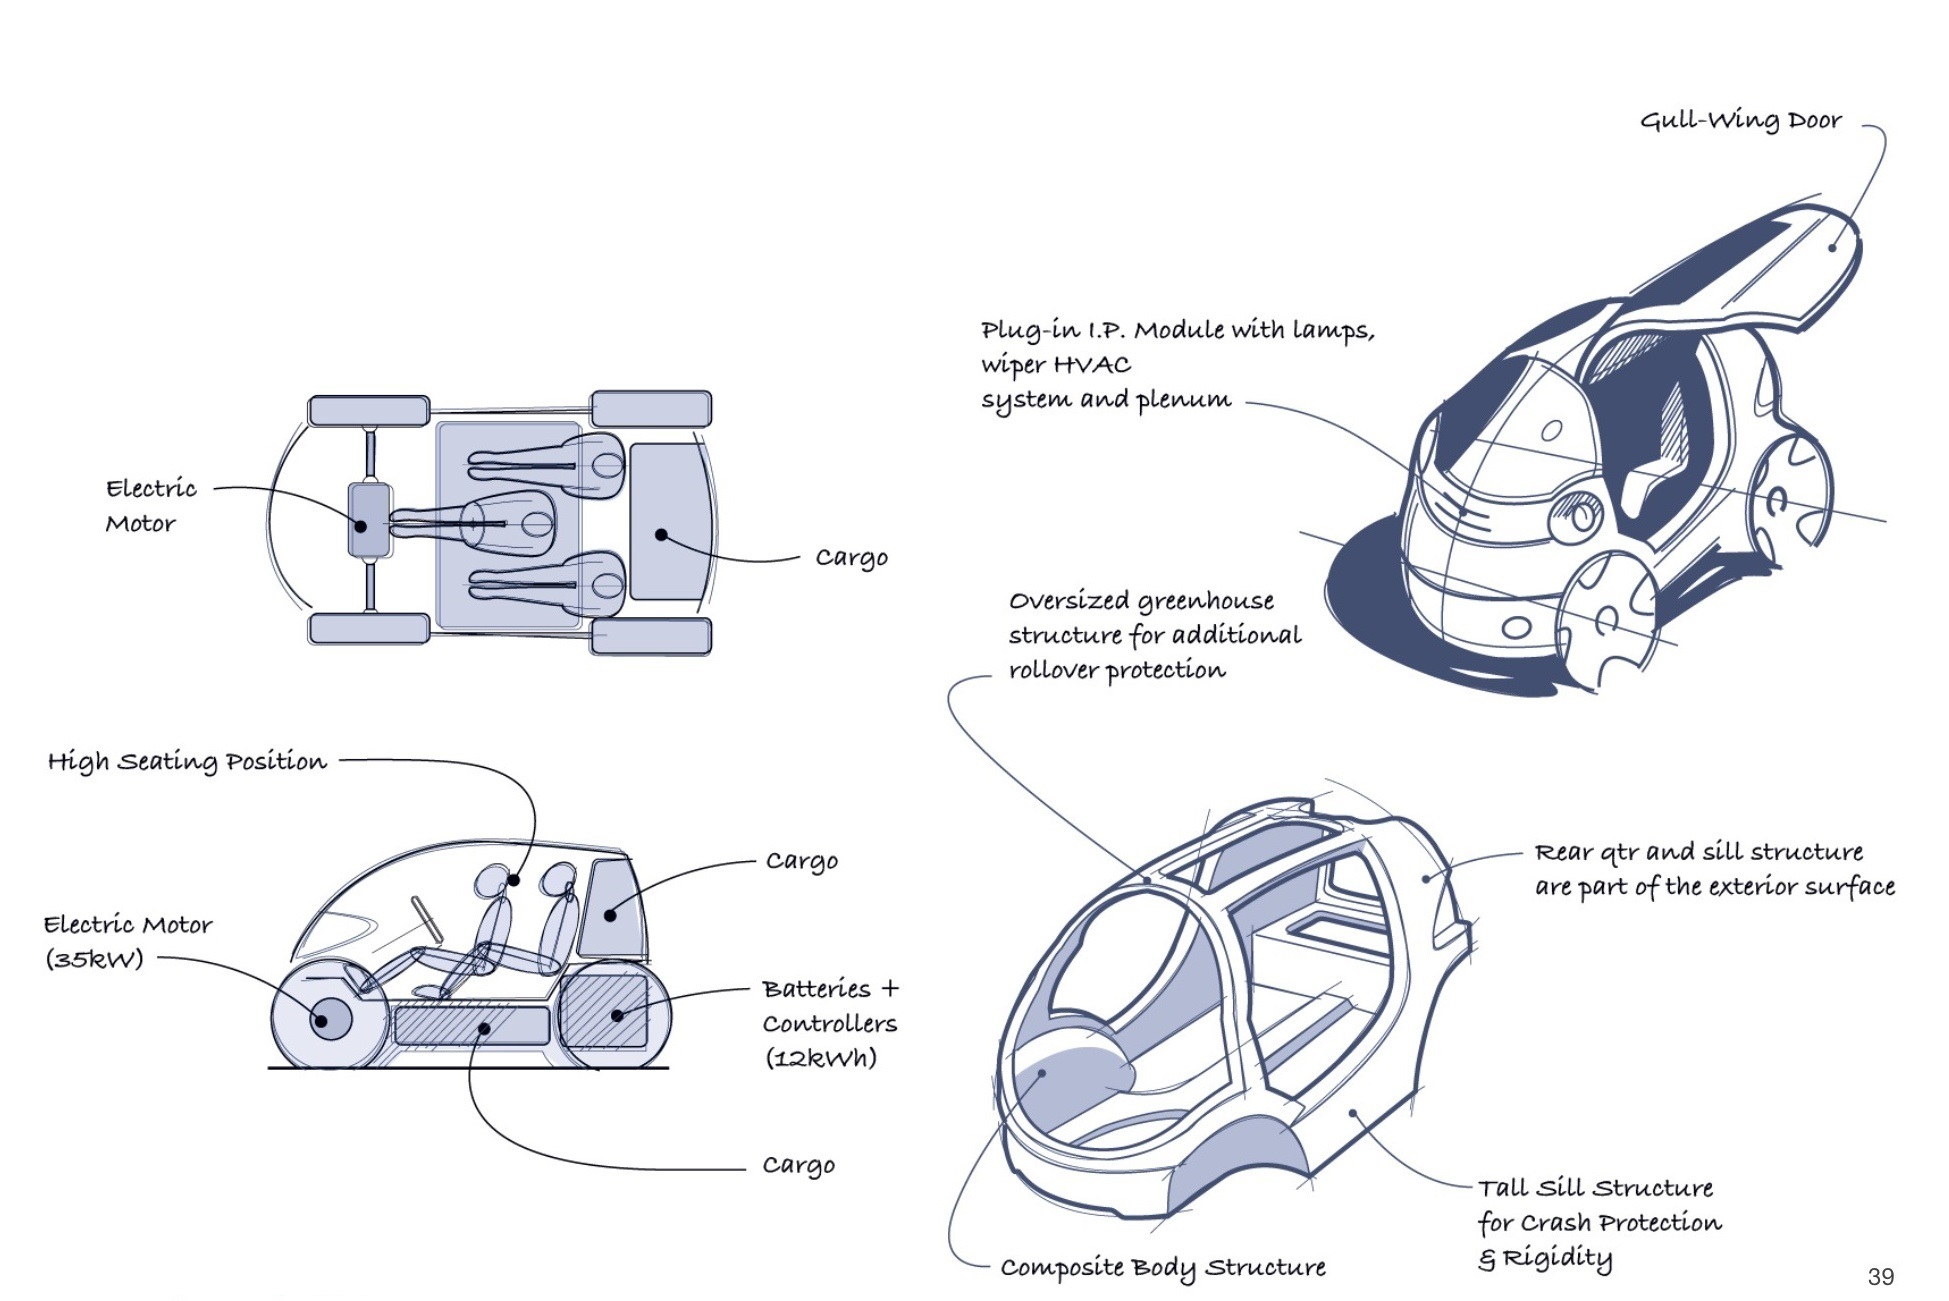 Gull-Wing Door
Plug-in I.P. Module with lamps,
wiper HVAC
system and plenum
Electric
Motor
Cargo
Oversized greenhouse
structure for additional
rollover protection
High Seating Position
Cargo
Electric Motor
(35kW)
Batteries +
Controllers
(12kWh)
Cargo
Rear qtr and sill structure
are part of the exterior surface
Tall Sill Structure
for Crash Protection
& Rigidity
Composite Body Structure
39